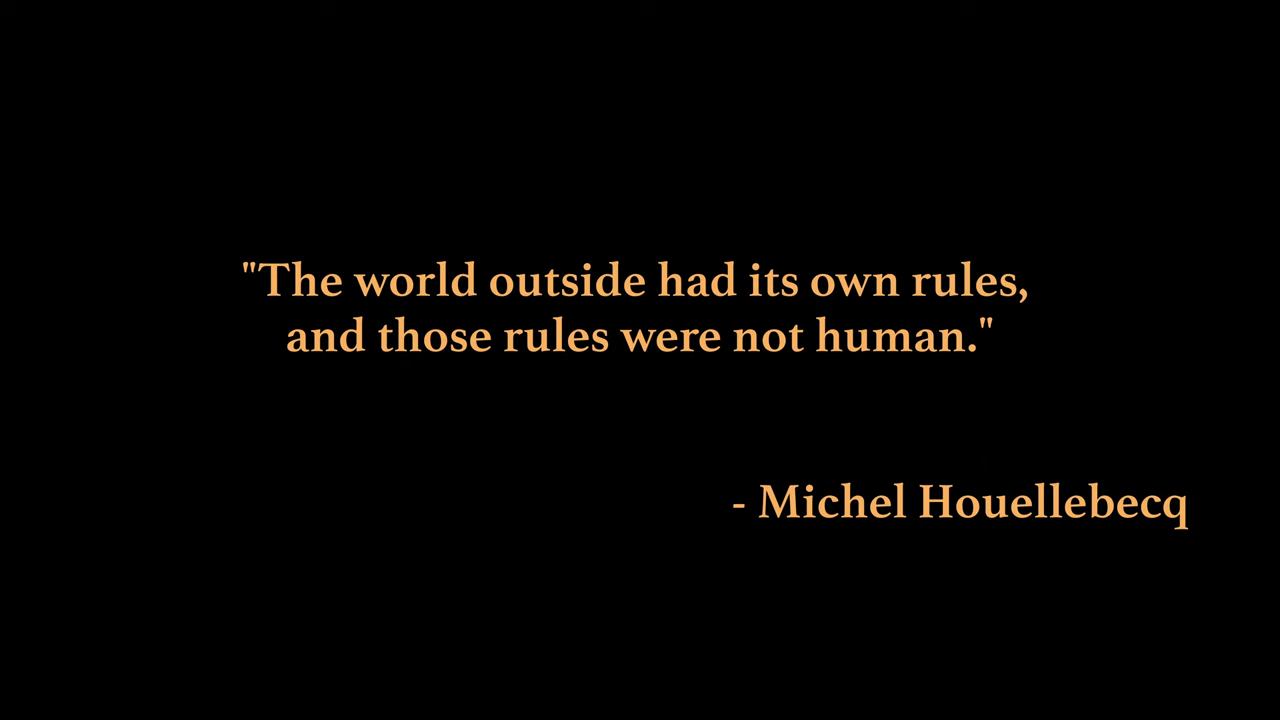 "The world outside had its own rules,
and those rules were not human."
- Michel Houellebecq